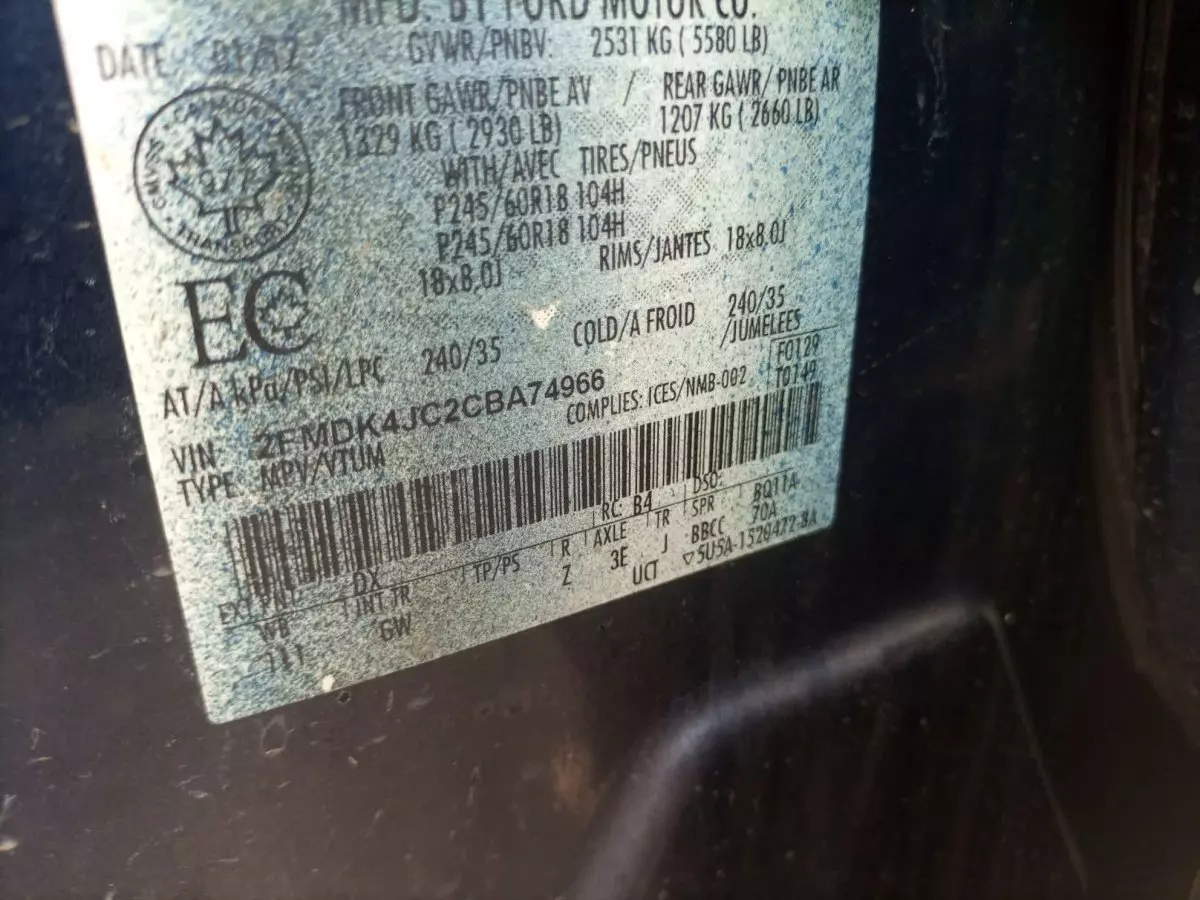 MFD. BY FORD MOTOR CO.
DATE 01/12 GVWR/PNBV: 2531 KG ( 5580 LB)
FRONT GAWR/PNBE AV / REAR GAWR/ PNBE AR
1329 KG ( 2930 LB) 1207 KG ( 2660 LB)
WITH/AVEC TIRES/PNEUS
P245/60R18 104H
P245/60R18 104H
18x8.0J RIMS/JANTES 18x8.0J
EC
AT/A kPa/PSI/LPC 240/35 COLD/A FROID 240/35
/JUMELEES
VIN 2FMDK4JC2CBA74966 F0129
TYPE MPV/VTUM COMPLIES: ICES/NMB-002 T0149
EXT PNT: DX RC: B4 DSO:
WB INT TR TP/PS R AXLE TR SPR BQ11A
111 GW Z 3E J BBCC 70A
UCT ▽5U5A-1520472-BA